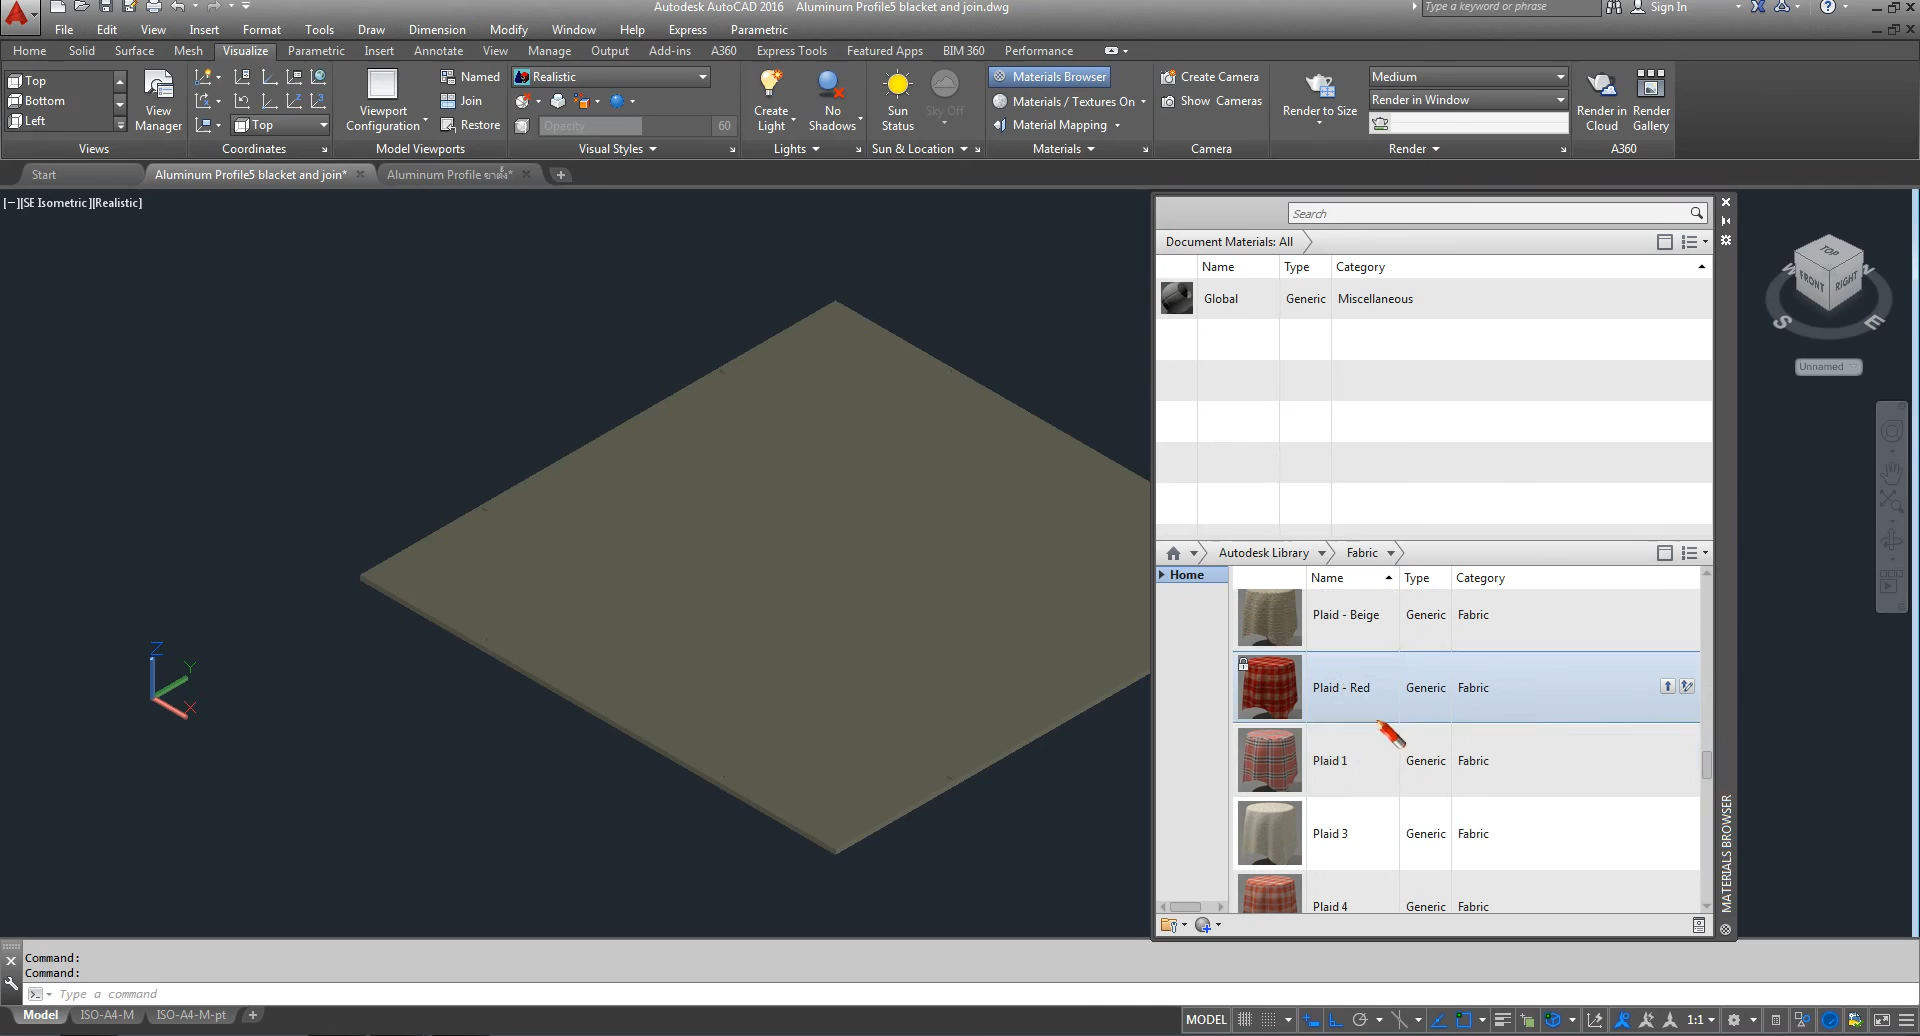 Autodesk AutoCAD 2016 Aluminum Profile5 blacket and join.dwg
Type a keyword or phrase
Sign In
File Edit View Insert Format Tools Draw Dimension Modify Window Help Express Parametric
Home Solid Surface Mesh Visualize Parametric Insert Annotate View Manage Output Add-ins A360 Express Tools Featured Apps BIM 360 Performance
Top
Bottom
Left
View
Manager
Views
Top
Coordinates
Viewport
Configuration
Named
Join
Restore
Model Viewports
Realistic
Opacity 60
Visual Styles
Create
Light
No
Shadows
Lights
Sun
Status
Sky Off
Sun & Location
Materials Browser
Materials / Textures On
Material Mapping
Materials
Create Camera
Show Cameras
Camera
Render to Size
Medium
Render in Window
Render
Render in
Cloud
Render
Gallery
A360
Start
Aluminum Profile5 blacket and join*
Aluminum Profile ขาตั้ง*
[−][SE Isometric][Realistic]
Search
Document Materials: All
Name Type Category
Global Generic Miscellaneous
Autodesk Library Fabric
Home
Name Type Category
Plaid - Beige Generic Fabric
Plaid - Red Generic Fabric
Plaid 1 Generic Fabric
Plaid 3 Generic Fabric
Plaid 4 Generic Fabric
MATERIALS BROWSER
TOP
FRONT
RIGHT
W
N
S
E
Unnamed
Z
Y
X
Command:
Command:
Type a command
Model ISO-A4-M ISO-A4-M-pt
MODEL
1:1